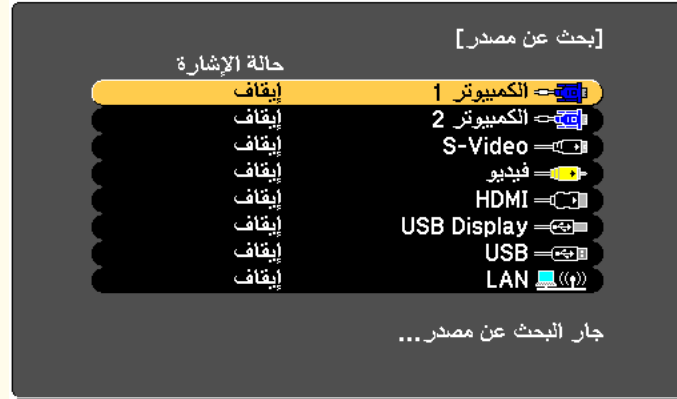 [بحث عن مصدر]
حالة الإشارة
الكمبيوتر 1 إيقاف
الكمبيوتر 2 إيقاف
S-Video إيقاف
فيديو إيقاف
HDMI إيقاف
USB Display إيقاف
USB إيقاف
LAN إيقاف
جار البحث عن مصدر...